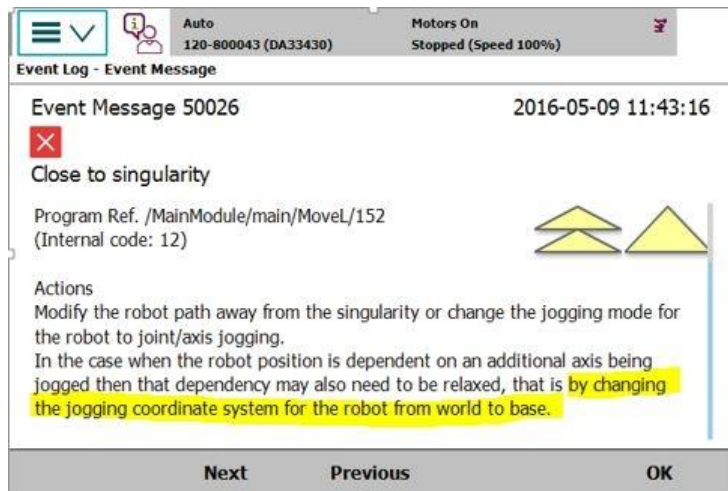 Auto
120-800043 (DA33430)
Motors On
Stopped (Speed 100%)
Event Log - Event Message
Event Message 50026
2016-05-09 11:43:16
Close to singularity
Program Ref. /MainModule/main/MoveL/152
(Internal code: 12)
Actions
Modify the robot path away from the singularity or change the jogging mode for
the robot to joint/axis jogging.
In the case when the robot position is dependent on an additional axis being
jogged then that dependency may also need to be relaxed, that is by changing
the jogging coordinate system for the robot from world to base.
Next
Previous
OK